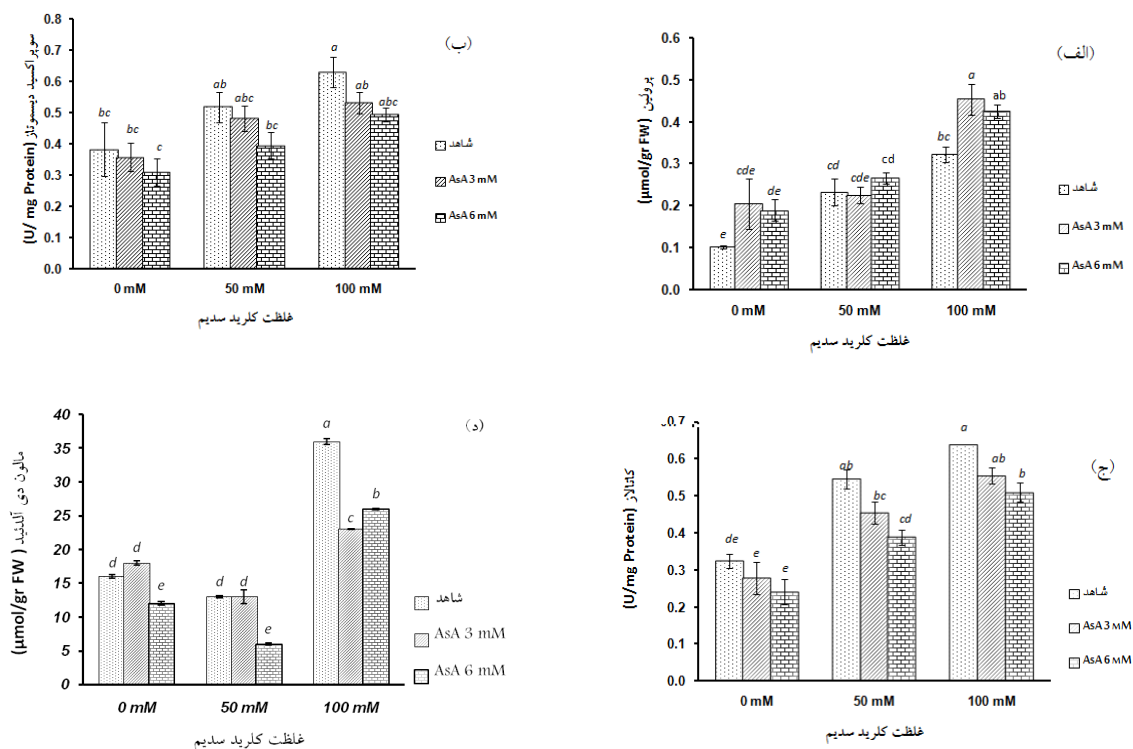 (الف)
پرولین (µmol/gr FW)
0.6
0.5
0.4
0.3
0.2
0.1
0.0
e
cde
de
cd
cde
cd
bc
a
ab
0 mM
50 mM
100 mM
غلظت کلرید سدیم
شاهد
AsA 3 mM
AsA 6 mM
(ب)
سوپراکسید دیسموتاز (U/ mg Protein)
0.8
0.7
0.6
0.5
0.4
0.3
0.2
0.1
0.0
bc
bc
c
ab
abc
bc
a
ab
abc
0 mM
50 mM
100 mM
غلظت کلرید سدیم
شاهد
AsA 3 mM
AsA 6 mM
(ج)
کاتالاز (U/mg Protein)
0.7
0.6
0.5
0.4
0.3
0.2
0.1
0.0
de
e
e
ab
bc
cd
a
ab
b
0 mM
50 mM
100 mM
غلظت کلرید سدیم
شاهد
AsA 3 mM
AsA 6 mM
(د)
مالون دی آلدئید (µmol/gr FW)
40
35
30
25
20
15
10
5
0
d
d
e
d
d
e
a
c
b
0 mM
50 mM
100 mM
غلظت کلرید سدیم
شاهد
AsA 3 mM
AsA 6 mM